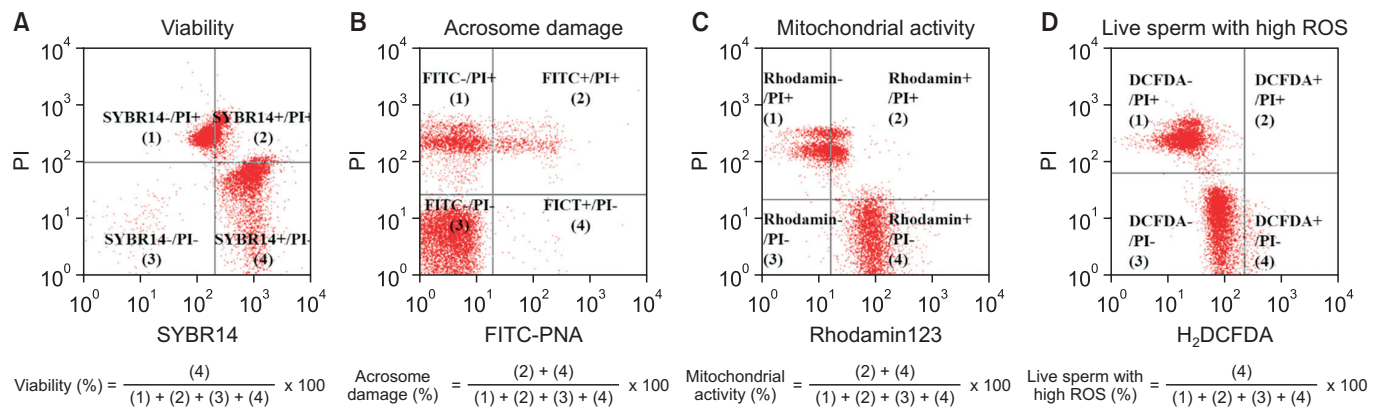 A Viability
10⁴
10³
10²
10¹
10⁰
PI
SYBR14-/PI+
(1)
SYBR14+/PI+
(2)
SYBR14-/PI-
(3)
SYBR14+/PI-
(4)
10⁰ 10¹ 10² 10³ 10⁴
SYBR14
Viability (%) = (4) / (1) + (2) + (3) + (4) x 100
B Acrosome damage
10⁴
10³
10²
10¹
10⁰
PI
FITC-/PI+
(1)
FITC+/PI+
(2)
FITC-/PI-
(3)
FICT+/PI-
(4)
10⁰ 10¹ 10² 10³ 10⁴
FITC-PNA
Acrosome damage (%) = (2) + (4) / (1) + (2) + (3) + (4) x 100
C Mitochondrial activity
10⁴
10³
10²
10¹
10⁰
PI
Rhodamin-
/PI+
(1)
Rhodamin+
/PI+
(2)
Rhodamin-
/PI-
(3)
Rhodamin+
/PI-
(4)
10⁰ 10¹ 10² 10³ 10⁴
Rhodamin123
Mitochondrial activity (%) = (2) + (4) / (1) + (2) + (3) + (4) x 100
D Live sperm with high ROS
10⁴
10³
10²
10¹
10⁰
PI
DCFDA-
/PI+
(1)
DCFDA+
/PI+
(2)
DCFDA-
/PI-
(3)
DCFDA+
/PI-
(4)
10⁰ 10¹ 10² 10³ 10⁴
H₂DCFDA
Live sperm with high ROS (%) = (4) / (1) + (2) + (3) + (4) x 100